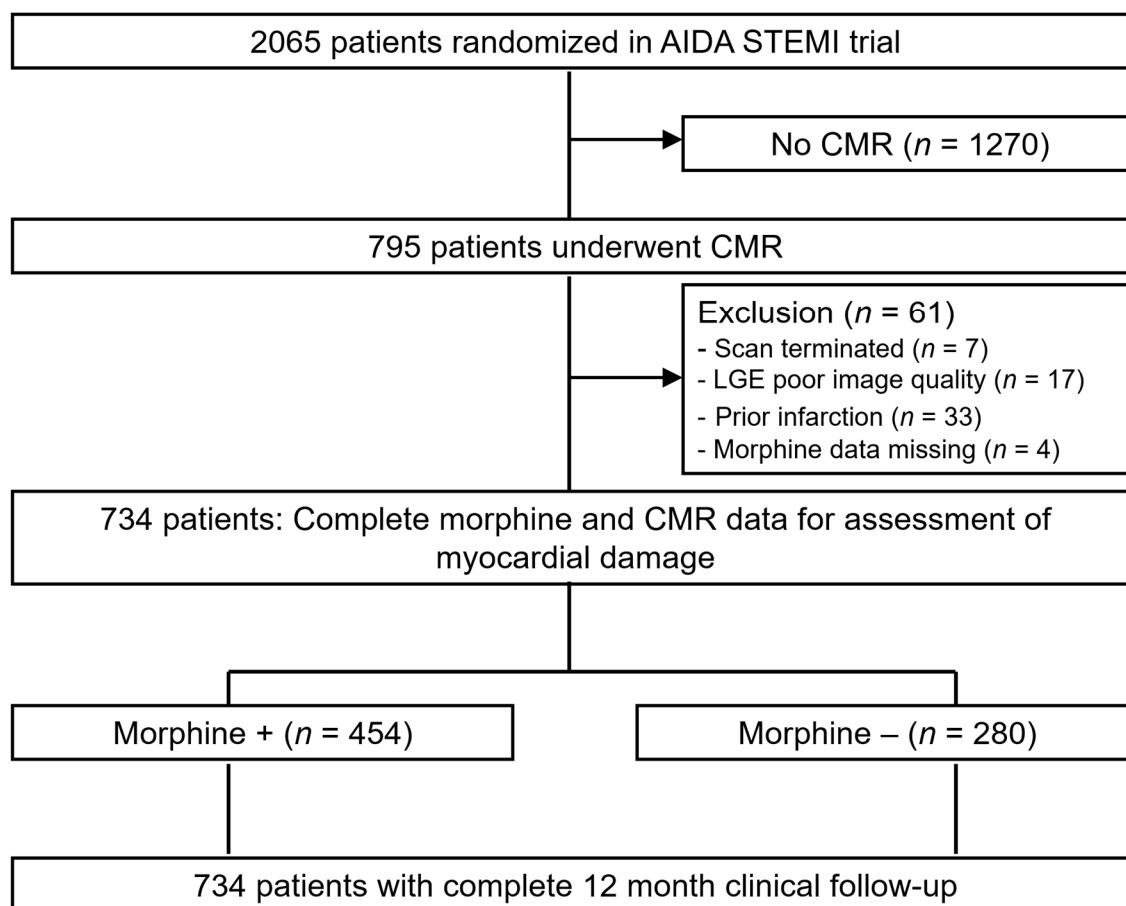 2065 patients randomized in AIDA STEMI trial
No CMR (n = 1270)
795 patients underwent CMR
Exclusion (n = 61)
- Scan terminated (n = 7)
- LGE poor image quality (n = 17)
- Prior infarction (n = 33)
- Morphine data missing (n = 4)
734 patients: Complete morphine and CMR data for assessment of
myocardial damage
Morphine + (n = 454)
Morphine – (n = 280)
734 patients with complete 12 month clinical follow-up